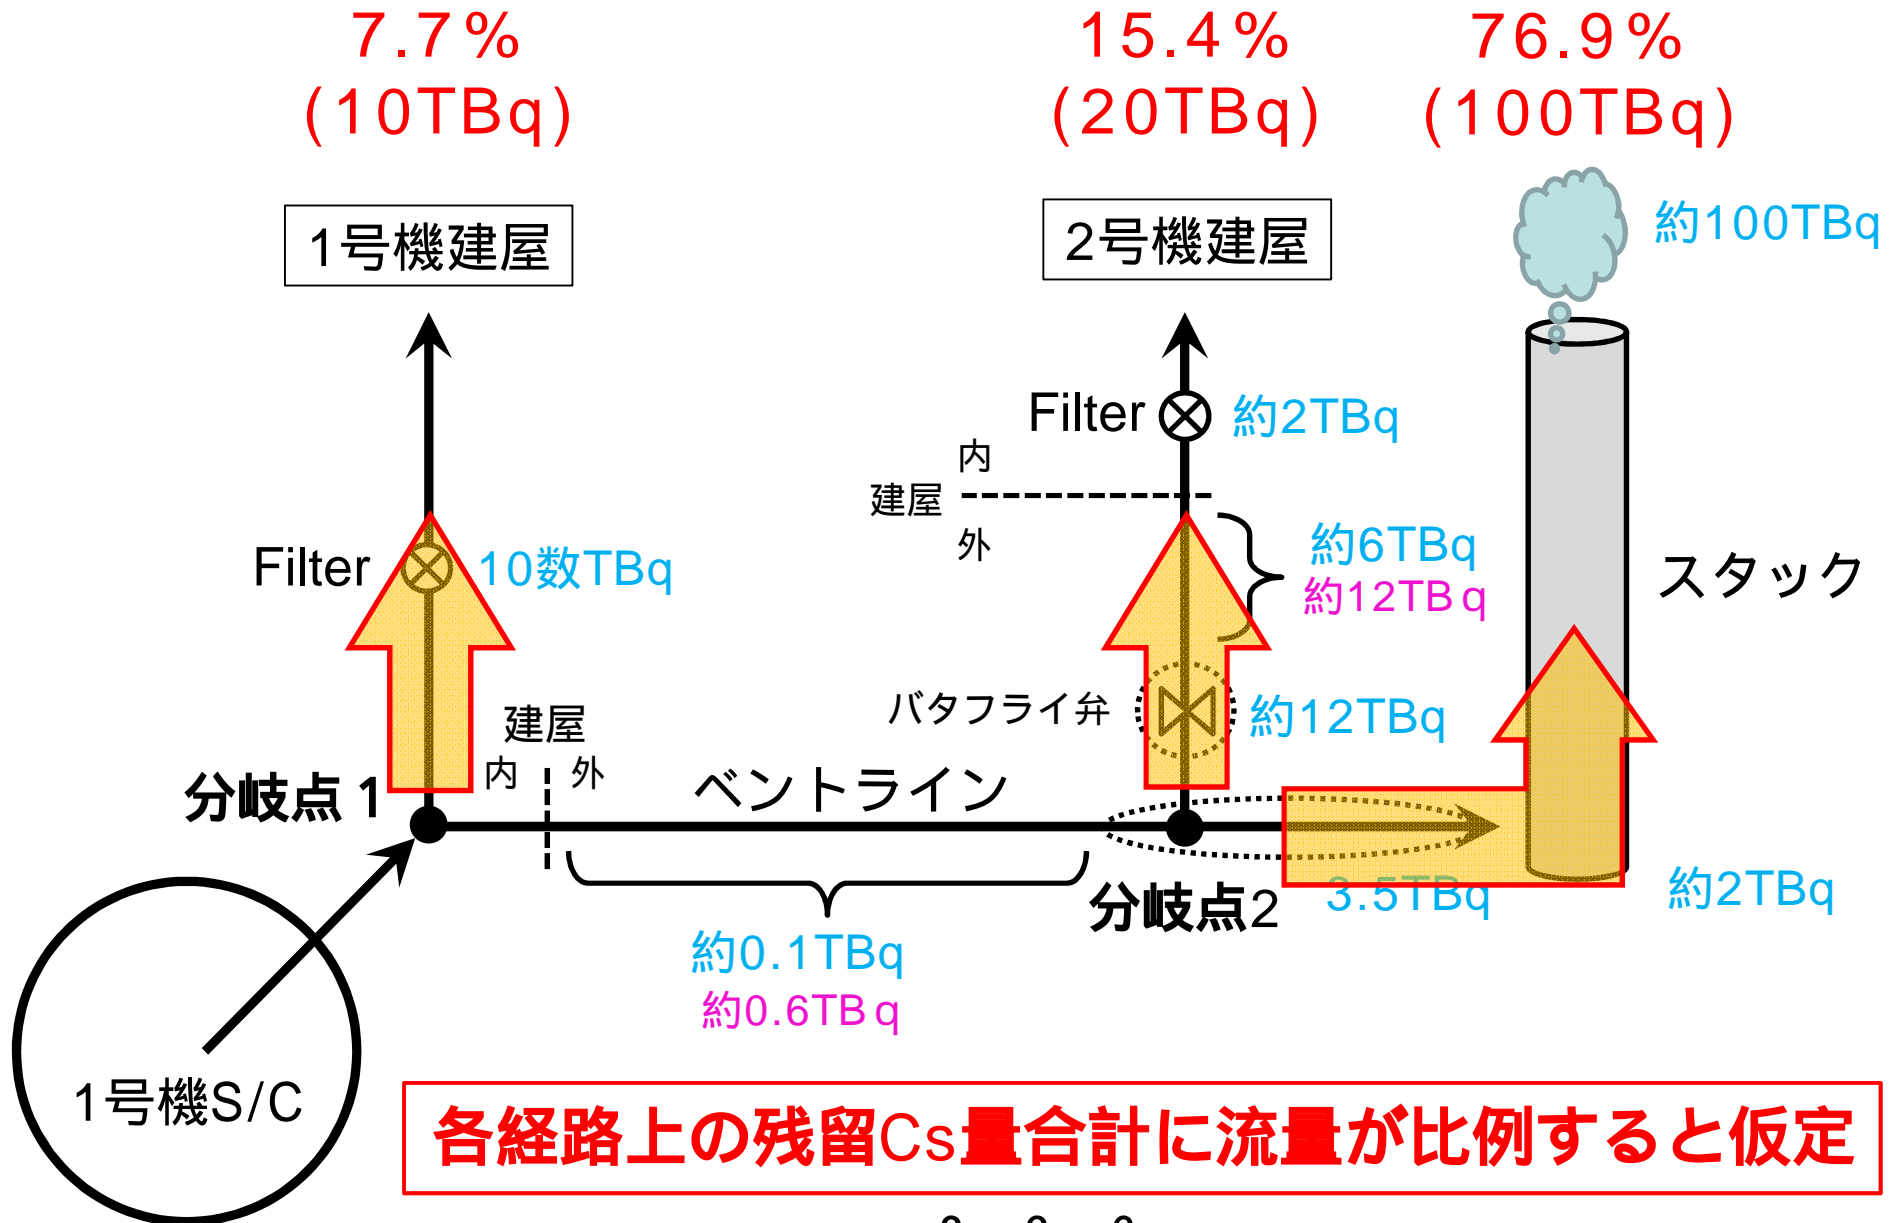 7.7%
(10TBq)
15.4%
(20TBq)
76.9%
(100TBq)
1号機建屋
2号機建屋
約100TBq
Filter
約2TBq
内
建屋
外
Filter
10数TBq
約6TBq
約12TBq
スタック
バタフライ弁
約12TBq
建屋
内
外
分岐点1
ベントライン
分岐点2
3.5TBq
約2TBq
約0.1TBq
約0.6TBq
1号機S/C
各経路上の残留Cs量合計に流量が比例すると仮定